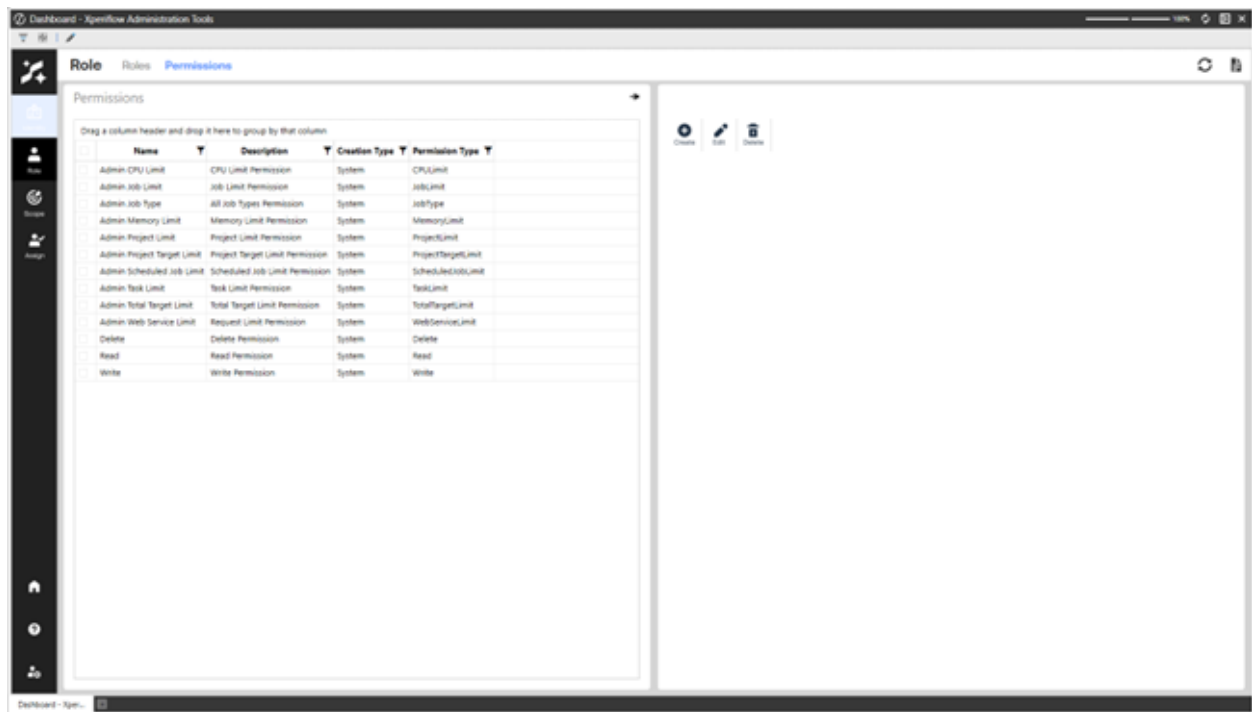 Dashboard - Xperiflow Administration Tools
100%
Role Roles Permissions
Permissions
Drag a column header and drop it here to group by that column
Create Edit Delete
Name Description Creation Type Permission Type
Admin CPU Limit CPU Limit Permission System CPULimit
Admin Job Limit Job Limit Permission System JobLimit
Admin Job Type All Job Types Permission System JobType
Admin Memory Limit Memory Limit Permission System MemoryLimit
Admin Project Limit Project Limit Permission System ProjectLimit
Admin Project Target Limit Project Target Limit Permission System ProjectTargetLimit
Admin Scheduled Job Limit Scheduled Job Limit Permission System ScheduledJobLimit
Admin Task Limit Task Limit Permission System TaskLimit
Admin Total Target Limit Total Target Limit Permission System TotalTargetLimit
Admin Web Service Limit Request Limit Permission System WebServiceLimit
Delete Delete Permission System Delete
Read Read Permission System Read
Write Write Permission System Write
Role
Scope
Assign
Dashboard - Xper...